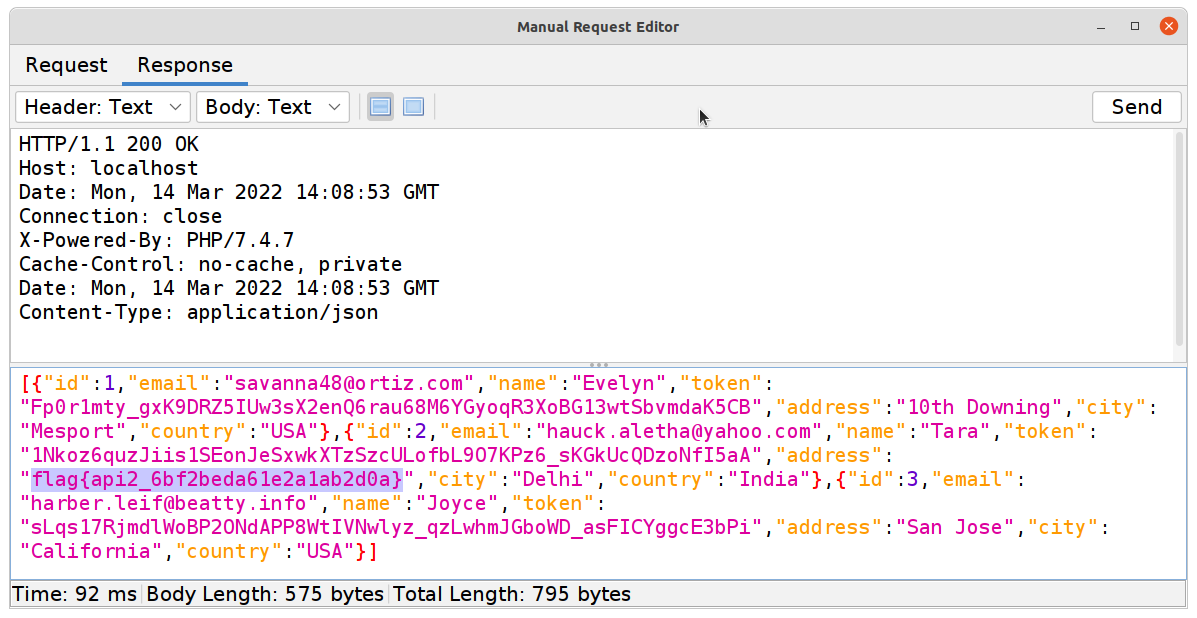 Manual Request Editor
Request Response
Header: Text Body: Text Send
HTTP/1.1 200 OK
Host: localhost
Date: Mon, 14 Mar 2022 14:08:53 GMT
Connection: close
X-Powered-By: PHP/7.4.7
Cache-Control: no-cache, private
Date: Mon, 14 Mar 2022 14:08:53 GMT
Content-Type: application/json
[{"id":1,"email":"savanna48@ortiz.com","name":"Evelyn","token":
"Fp0r1mty_gxK9DRZ5IUw3sX2enQ6rau68M6YGyoqR3XoBG13wtSbvmdaK5CB","address":"10th Downing","city":
"Mesport","country":"USA"},{"id":2,"email":"hauck.aletha@yahoo.com","name":"Tara","token":
"1Nkoz6quzJiis1SEonJeSxwkXTzSzcULofbL9O7KPz6_sKGkUcQDzoNfI5aA","address":
"flag{api2_6bf2beda61e2a1ab2d0a}","city":"Delhi","country":"India"},{"id":3,"email":
"harber.leif@beatty.info","name":"Joyce","token":
"sLqs17RjmdlWoBP2ONdAPP8WtIVNwlyz_qzLwhmJGboWD_asFICYggcE3bPi","address":"San Jose","city":
"California","country":"USA"}]
Time: 92 ms Body Length: 575 bytes Total Length: 795 bytes